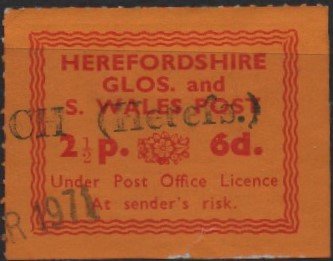 HEREFORDSHIRE
GLOS. and
S. WALES POST
CH (Herefs.)
2½p. 6d.
Under Post Office Licence
At sender's risk.
R 1971